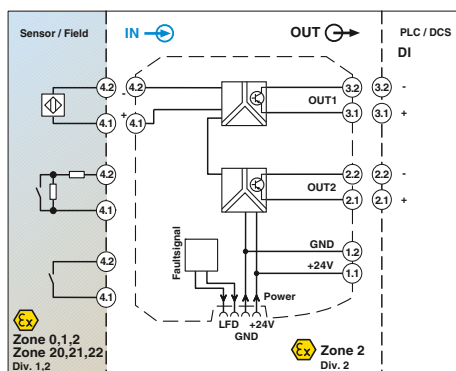 Sensor / Field
IN
OUT
PLC / DCS
DI
4.2
4.1
-
+
4.2
4.1
OUT1
3.2
3.1
3.2
3.1
-
+
4.2
4.1
OUT2
2.2
2.1
2.2
2.1
-
+
4.2
4.1
Faultsignal
GND
+24V
1.2
1.1
Power
LFD
+24V
GND
Ex
Zone 0,1,2
Zone 20,21,22
Div. 1,2
Ex
Zone 2
Div. 2